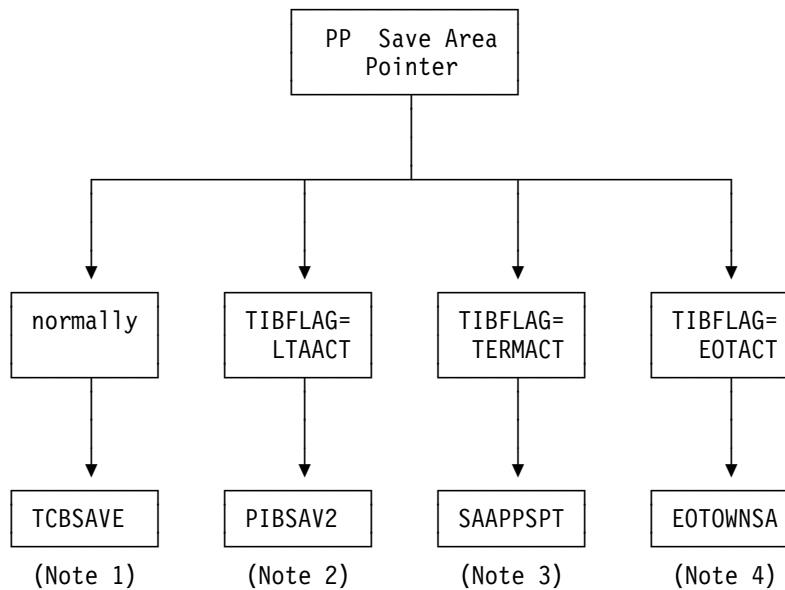 PP Save Area
Pointer
normally
TIBFLAG=
LTAACT
TIBFLAG=
TERMACT
TIBFLAG=
EOTACT
TCBSAVE
PIBSAV2
SAAPPSPT
EOTOWNSA
(Note 1)
(Note 2)
(Note 3)
(Note 4)